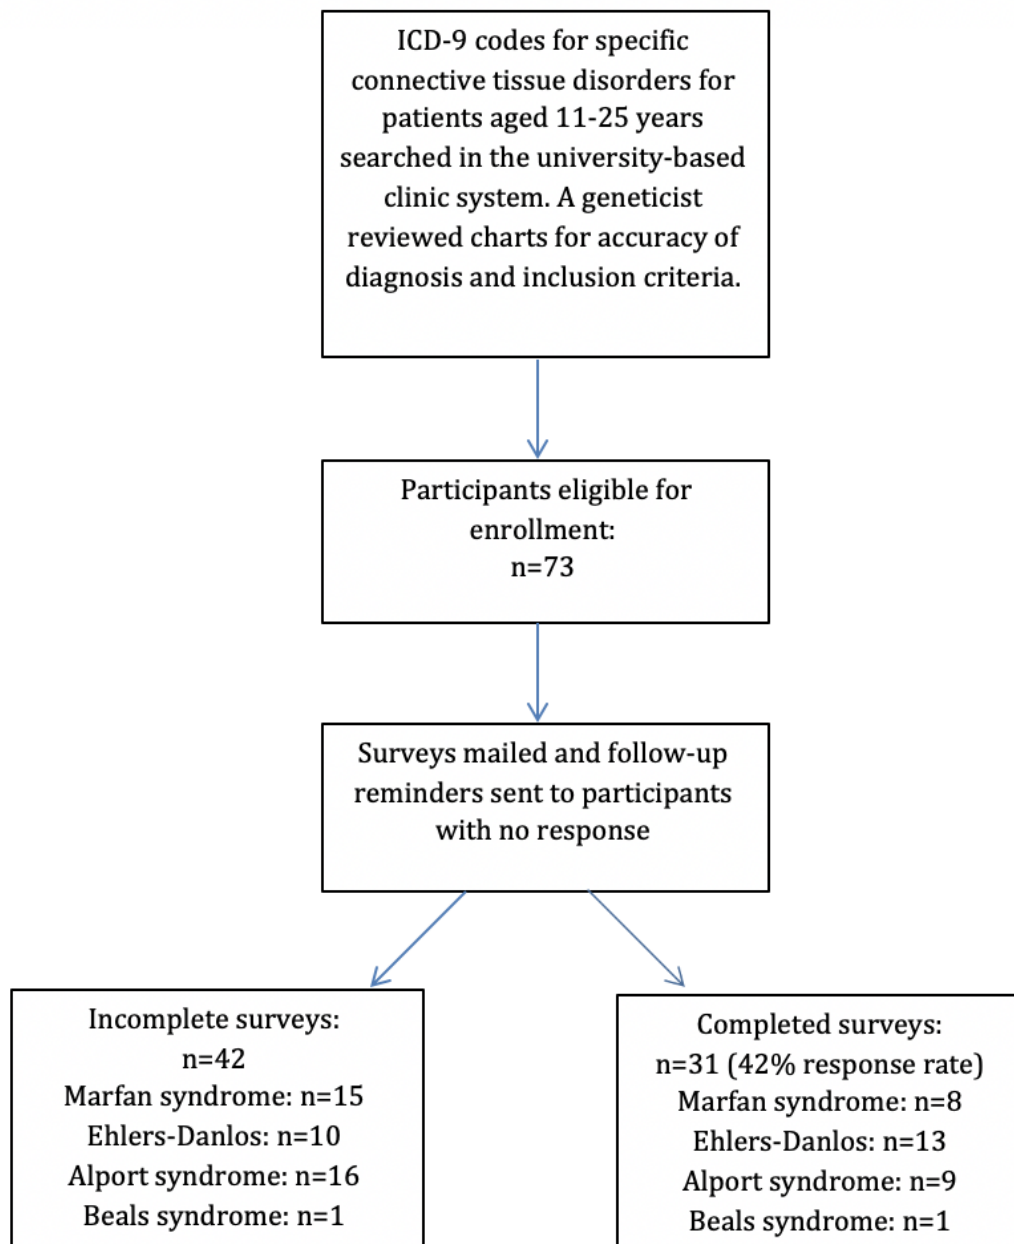 ICD-9 codes for specific
connective tissue disorders for
patients aged 11-25 years
searched in the university-based
clinic system. A geneticist
reviewed charts for accuracy of
diagnosis and inclusion criteria.
Participants eligible for
enrollment:
n=73
Surveys mailed and follow-up
reminders sent to participants
with no response
Incomplete surveys:
n=42
Marfan syndrome: n=15
Ehlers-Danlos: n=10
Alport syndrome: n=16
Beals syndrome: n=1
Completed surveys:
n=31 (42% response rate)
Marfan syndrome: n=8
Ehlers-Danlos: n=13
Alport syndrome: n=9
Beals syndrome: n=1